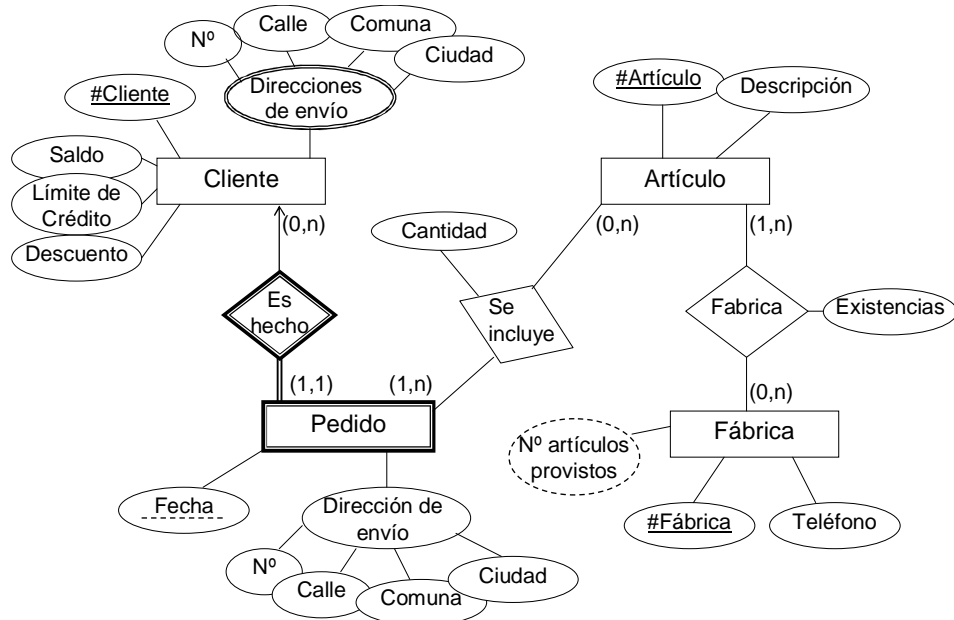 Nº
Calle
Comuna
Ciudad
Direcciones
de envío
#Cliente
Saldo
Límite de
Crédito
Descuento
Cliente
(0,n)
Es
hecho
(1,1)
Pedido
(1,n)
Fecha
Dirección de
envío
Nº
Calle
Comuna
Ciudad
Cantidad
Se
incluye
(0,n)
#Artículo
Descripción
Artículo
(1,n)
Fabrica
Existencias
(0,n)
Fábrica
Nº artículos
provistos
#Fábrica
Teléfono